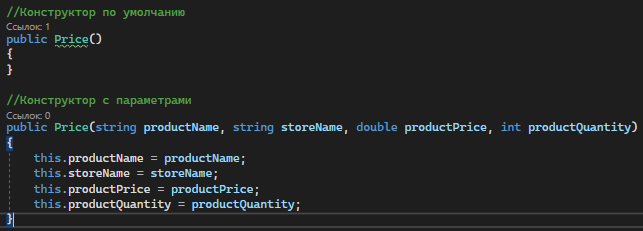 //Конструктор по умолчанию
Ссылок: 1
public Price()
{
}
//Конструктор с параметрами
Ссылок: 0
public Price(string productName, string storeName, double productPrice, int productQuantity)
{
this.productName = productName;
this.storeName = storeName;
this.productPrice = productPrice;
this.productQuantity = productQuantity;
}